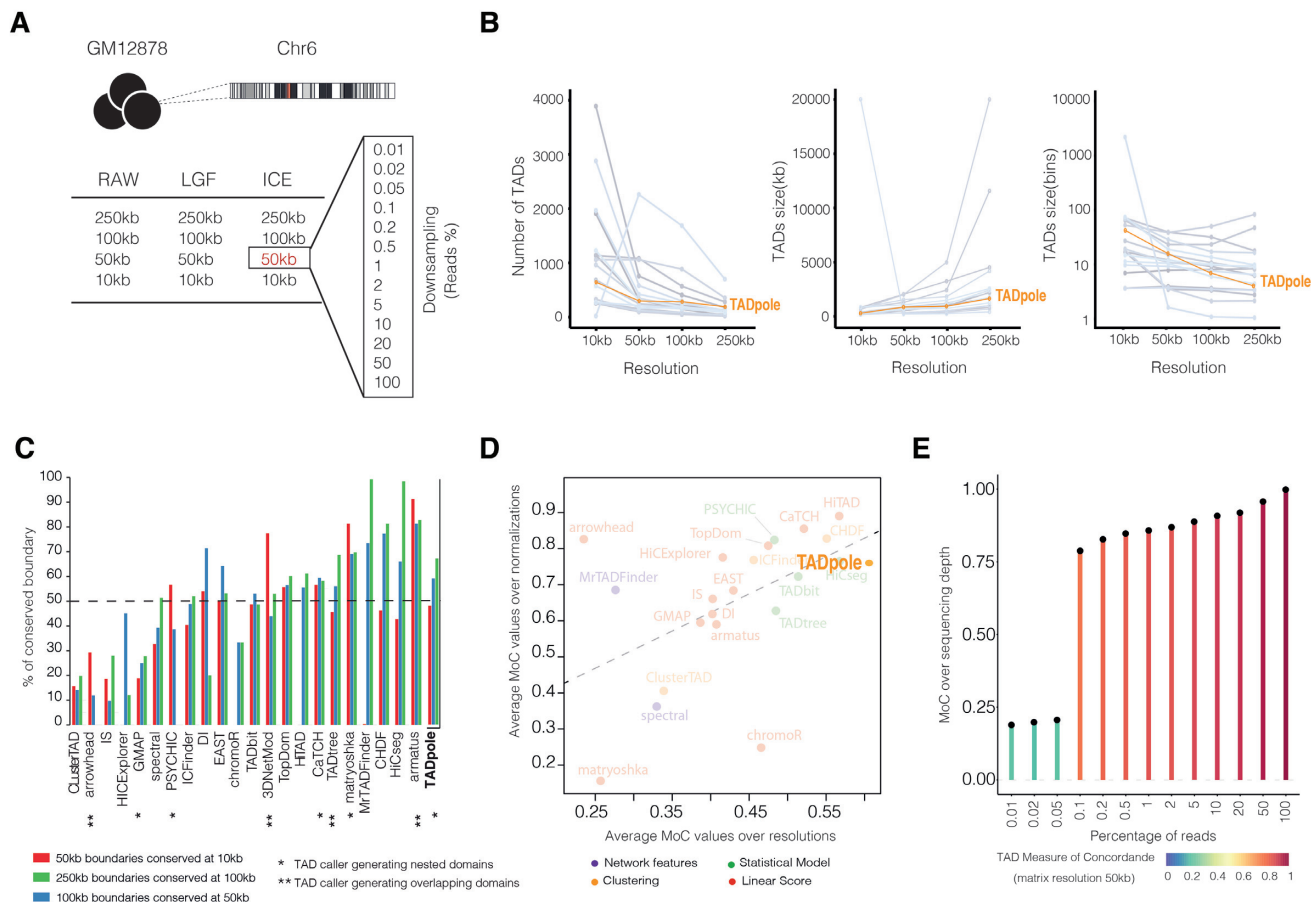 A
GM12878
Chr6
RAW LGF ICE
250kb 250kb 250kb
100kb 100kb 100kb
50kb 50kb 50kb
10kb 10kb 10kb
0.01
0.02
0.05
0.1
0.2
0.5
1
2
5
10
20
50
100
Downsampling
(Reads %)
B
Number of TADs
4000
3000
2000
1000
0
10kb 50kb 100kb 250kb
Resolution
TADpole
TADs size(kb)
20000
15000
10000
5000
0
10kb 50kb 100kb 250kb
Resolution
TADpole
TADs size(bins)
10000
1000
100
10
1
10kb 50kb 100kb 250kb
Resolution
TADpole
C
% of conserved boundary
100
90
80
70
60
50
40
30
20
10
0
ClusterTAD
arrowhead **
IS
HICExplorer
GMAP *
spectral
PSYCHIC *
ICFinder
DI
EAST
chromoR
TADbit
3DNetMod **
TopDom
HiTAD
CaTCH *
TADtree **
matryoshka *
MrTADFinder
CHDF
HiCseg
armatus **
TADpole *
50kb boundaries conserved at 10kb
250kb boundaries conserved at 100kb
100kb boundaries conserved at 50kb
* TAD caller generating nested domains
** TAD caller generating overlapping domains
D
Average MoC values over normalizations
0.9
0.8
0.7
0.6
0.5
0.4
0.3
0.2
HiTAD
PSYCHIC
CaTCH
arrowhead
TopDom
CHDF
HiCExplorer
ICFinder
TADpole
MrTADFinder
EAST
HiCseg
TADbit
IS
GMAP
DI
TADtree
armatus
ClusterTAD
spectral
chromoR
matryoshka
0.25 0.35 0.45 0.55
Average MoC values over resolutions
Network features
Statistical Model
Clustering
Linear Score
E
MoC over sequencing depth
1.00
0.75
0.50
0.25
0.00
0.01 0.02 0.05 0.1 0.2 0.5 1 2 5 10 20 50 100
Percentage of reads
TAD Measure of Concordande
(matrix resolution 50kb)
0 0.2 0.4 0.6 0.8 1